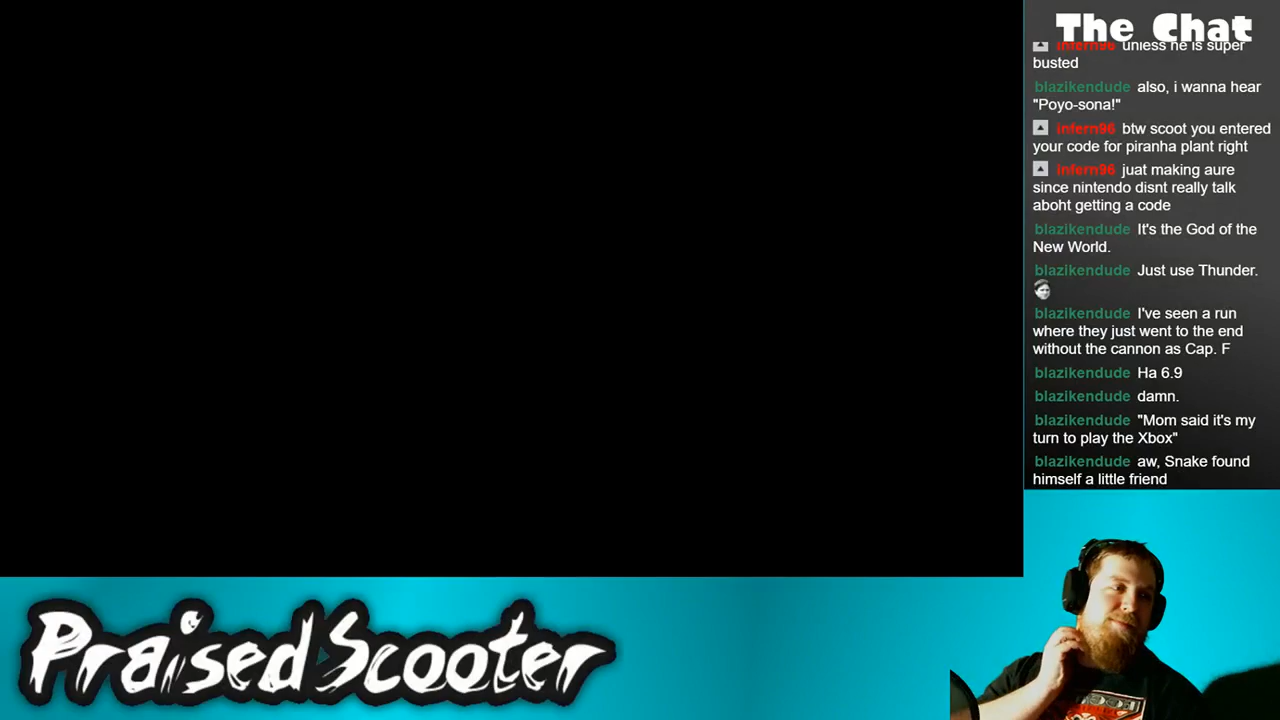 The Chat
infern96 unless he is super
busted
blazikendude also, i wanna hear
"Poyo-sona!"
infern96 btw scoot you entered
your code for piranha plant right
infern96 juat making aure
since nintendo disnt really talk
aboht getting a code
blazikendude It's the God of the
New World.
blazikendude Just use Thunder.
blazikendude I've seen a run
where they just went to the end
without the cannon as Cap. F
blazikendude Ha 6.9
blazikendude damn.
blazikendude "Mom said it's my
turn to play the Xbox"
blazikendude aw, Snake found
himself a little friend
PraisedScooter